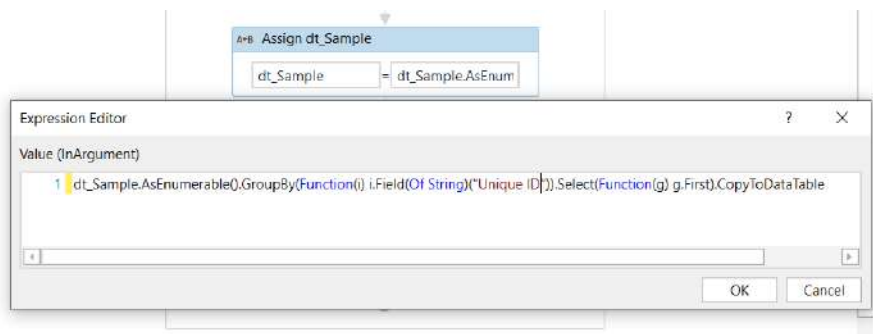 A+B Assign dt_Sample
dt_Sample = dt_Sample.AsEnum
Expression Editor ? ×
Value (InArgument)
1 dt_Sample.AsEnumerable().GroupBy(Function(i) i.Field(Of String)("Unique ID")).Select(Function(g) g.First).CopyToDataTable
OK Cancel